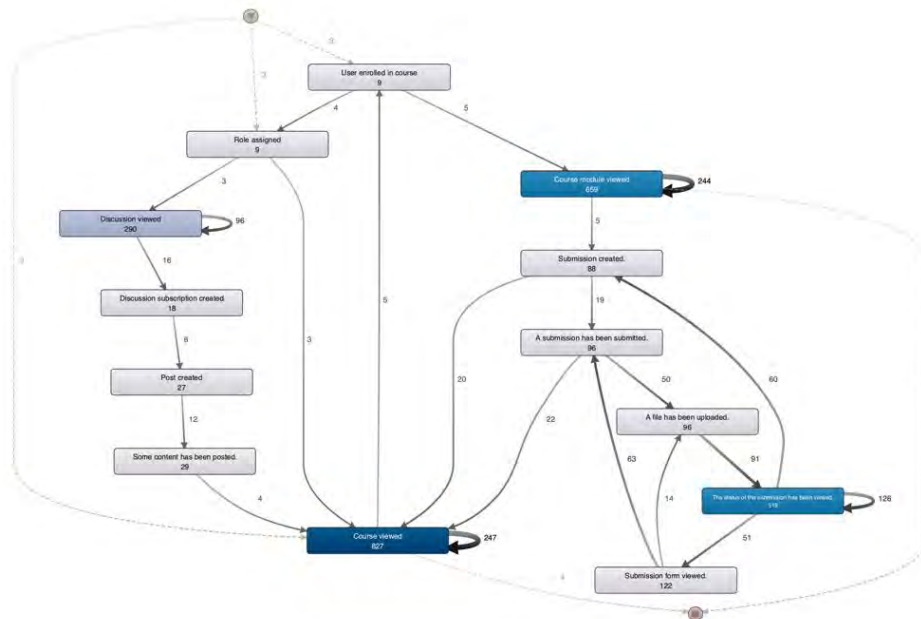 3
3
User enrolled in course
9
4
5
Role assigned
9
3
Course module viewed
659
244
Discussion viewed
290
96
5
16
Submission created.
88
Discussion subscription created.
18
19
5
3
A submission has been submitted.
96
6
20
50
60
Post created
27
A file has been uploaded.
96
12
22
63
91
Some content has been posted.
29
14
The status of the submission has been viewed.
126
4
Course viewed
827
247
51
Submission form viewed.
122
4